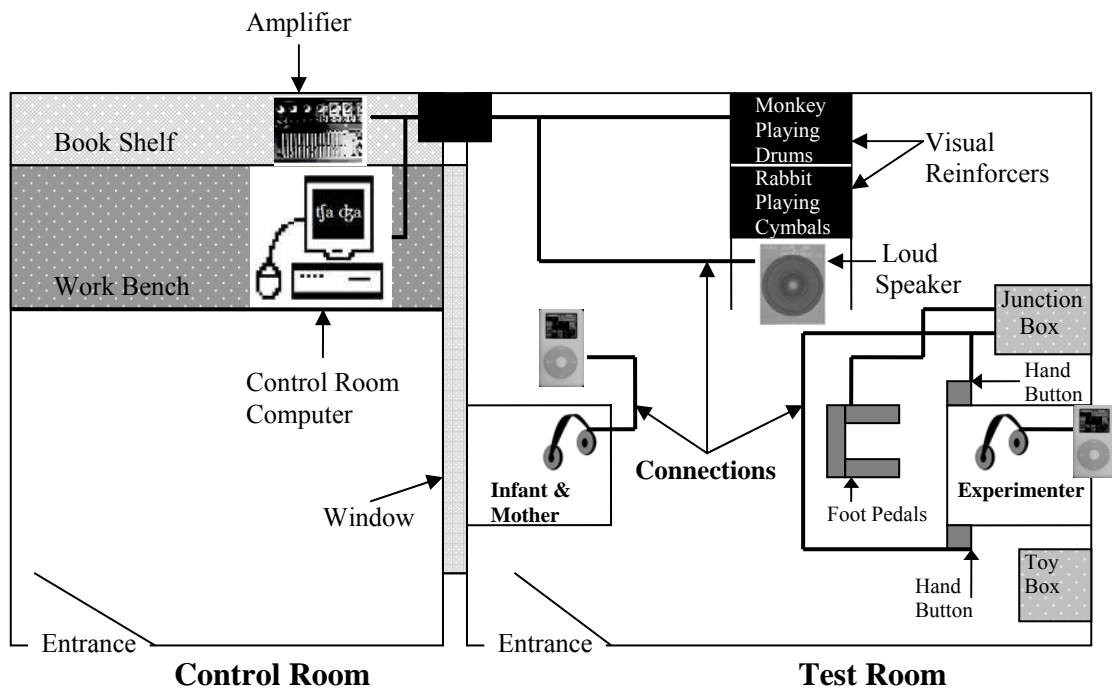 Amplifier
Book Shelf
Work Bench
tʃa ʤa
Control Room
Computer
Window
Entrance
Control Room
Monkey
Playing
Drums
Rabbit
Playing
Cymbals
Visual
Reinforcers
Loud
Speaker
Junction
Box
Hand
Button
Connections
Infant &
Mother
Foot Pedals
Experimenter
Hand
Button
Toy
Box
Entrance
Test Room